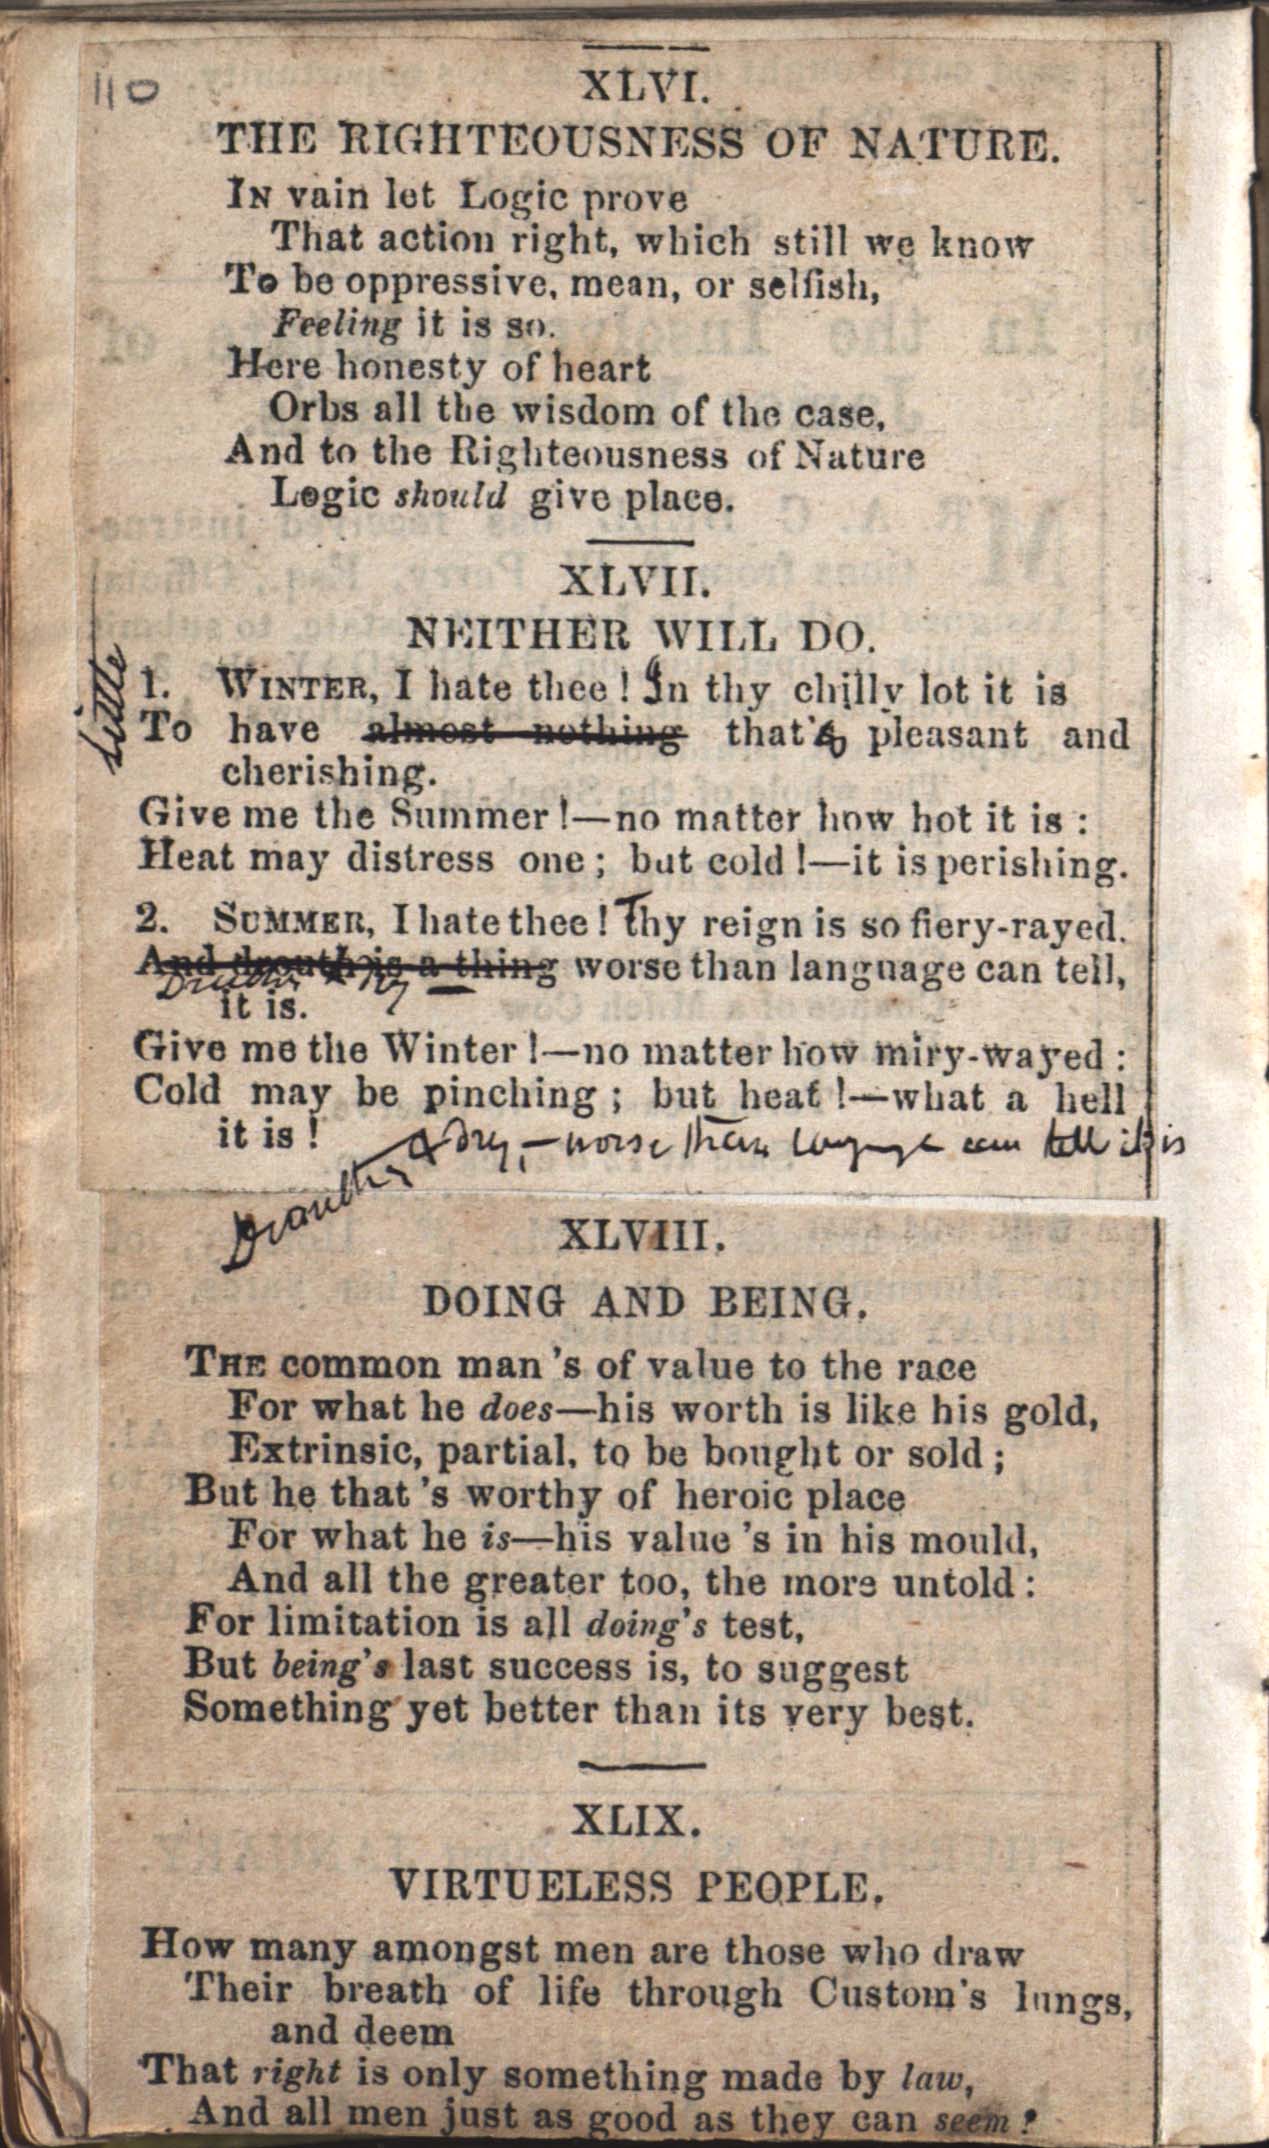 110
XLVI.
THE RIGHTEOUSNESS OF NATURE.
IN vain let Logic prove
That action right, which still we know
To be oppressive, mean, or selfish,
Feeling it is so.
Here honesty of heart
Orbs all the wisdom of the case,
And to the Righteousness of Nature
Logic should give place.
XLVII.
NEITHER WILL DO.
little
1. WINTER, I hate thee! In thy chilly lot it is
To have almost nothing that's pleasant and
cherishing.
Give me the Summer!—no matter how hot it is:
Heat may distress one; but cold!—it is perishing.
2. SUMMER, I hate thee! Thy reign is so fiery-rayed.
And drouth is a thing worse than language can tell,
Drouthy & dry
it is.
Give me the Winter!—no matter how miry-wayed:
Cold may be pinching; but heat!—what a hell
it is!
Drouthy & dry,—worse than language can tell it is
XLVIII.
DOING AND BEING.
THE common man 's of value to the race
For what he does—his worth is like his gold,
Extrinsic, partial, to be bought or sold;
But he that 's worthy of heroic place
For what he is—his value 's in his mould,
And all the greater too, the more untold:
For limitation is all doing's test,
But being's last success is, to suggest
Something yet better than its very best.
XLIX.
VIRTUELESS PEOPLE.
How many amongst men are those who draw
Their breath of life through Custom's lungs,
and deem
That right is only something made by law,
And all men just as good as they can seem!